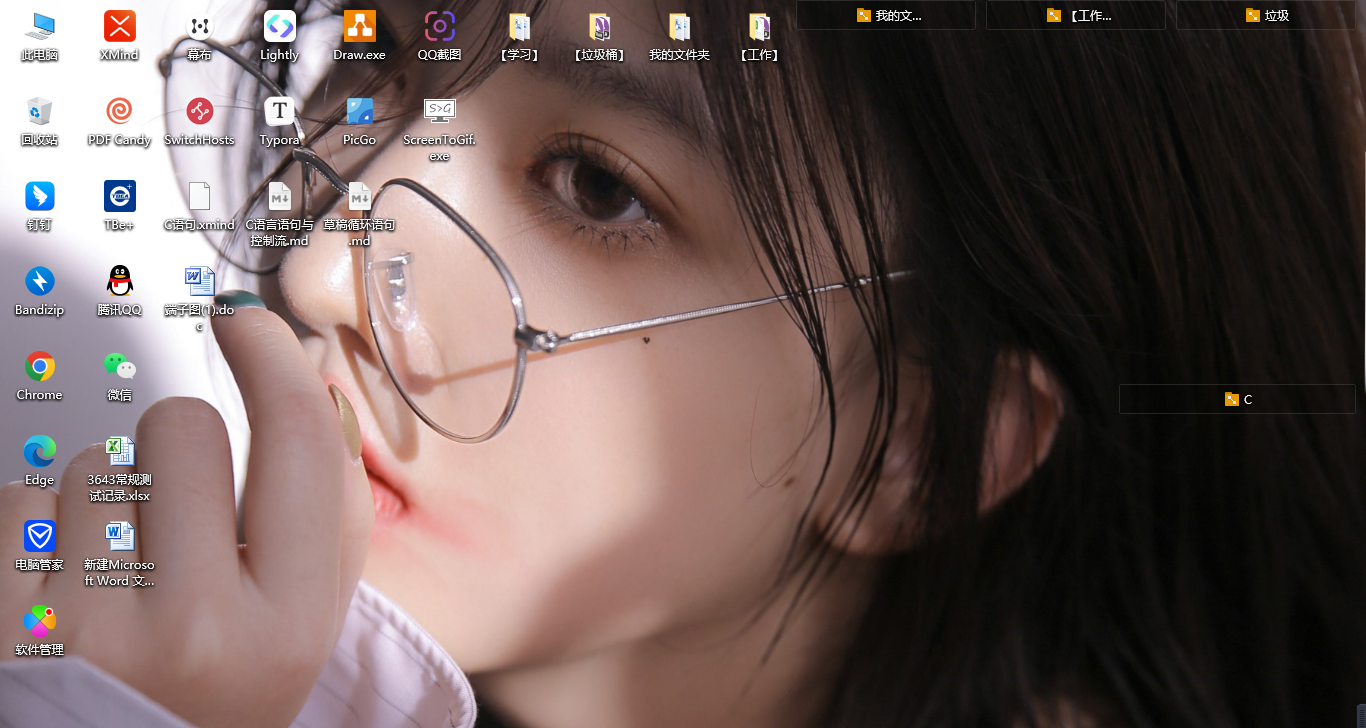 此电脑
XMind
幕布
Lightly
Draw.exe
QQ截图
【学习】
【垃圾桶】
我的文件夹
【工作】
我的文...
【工作...
垃圾
回收站
PDF Candy
SwitchHosts
Typora
PicGo
ScreenToGif.
exe
钉钉
TBe+
C语句.xmind
C语言语句与
控制流.md
草稿循环语句
.md
Bandizip
腾讯QQ
端子图(1).do
c
Chrome
微信
C
Edge
3643常规测
试记录.xlsx
电脑管家
新建Microso
ft Word 文...
软件管理